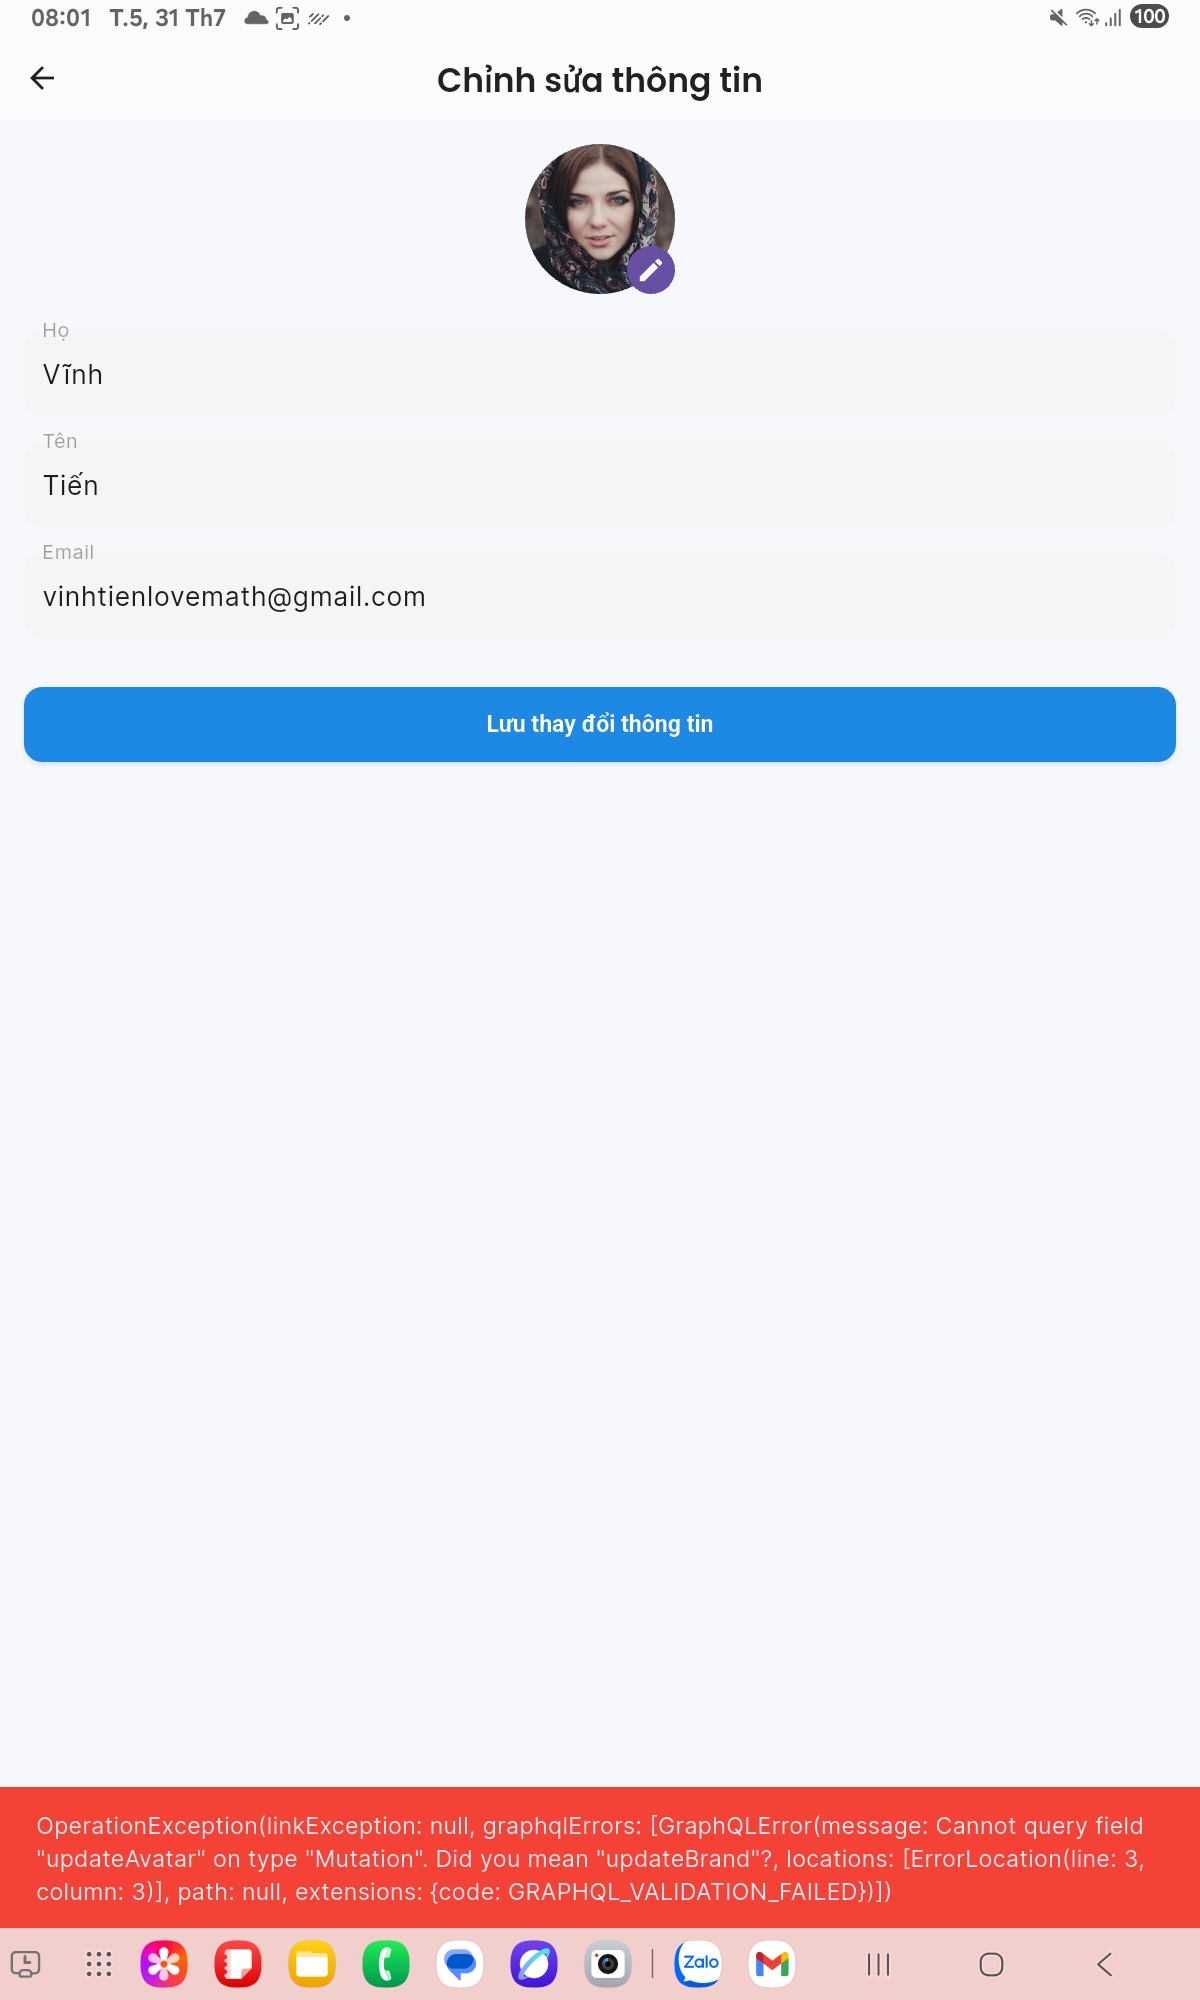 08:01 T.5, 31 Th7
100
Chỉnh sửa thông tin
Họ
Vĩnh
Tên
Tiến
Email
vinhtienlovemath@gmail.com
Lưu thay đổi thông tin
OperationException(linkException: null, graphqlErrors: [GraphQLError(message: Cannot query field
"updateAvatar" on type "Mutation". Did you mean "updateBrand"?, locations: [ErrorLocation(line: 3,
column: 3)], path: null, extensions: {code: GRAPHQL_VALIDATION_FAILED})])
Zalo